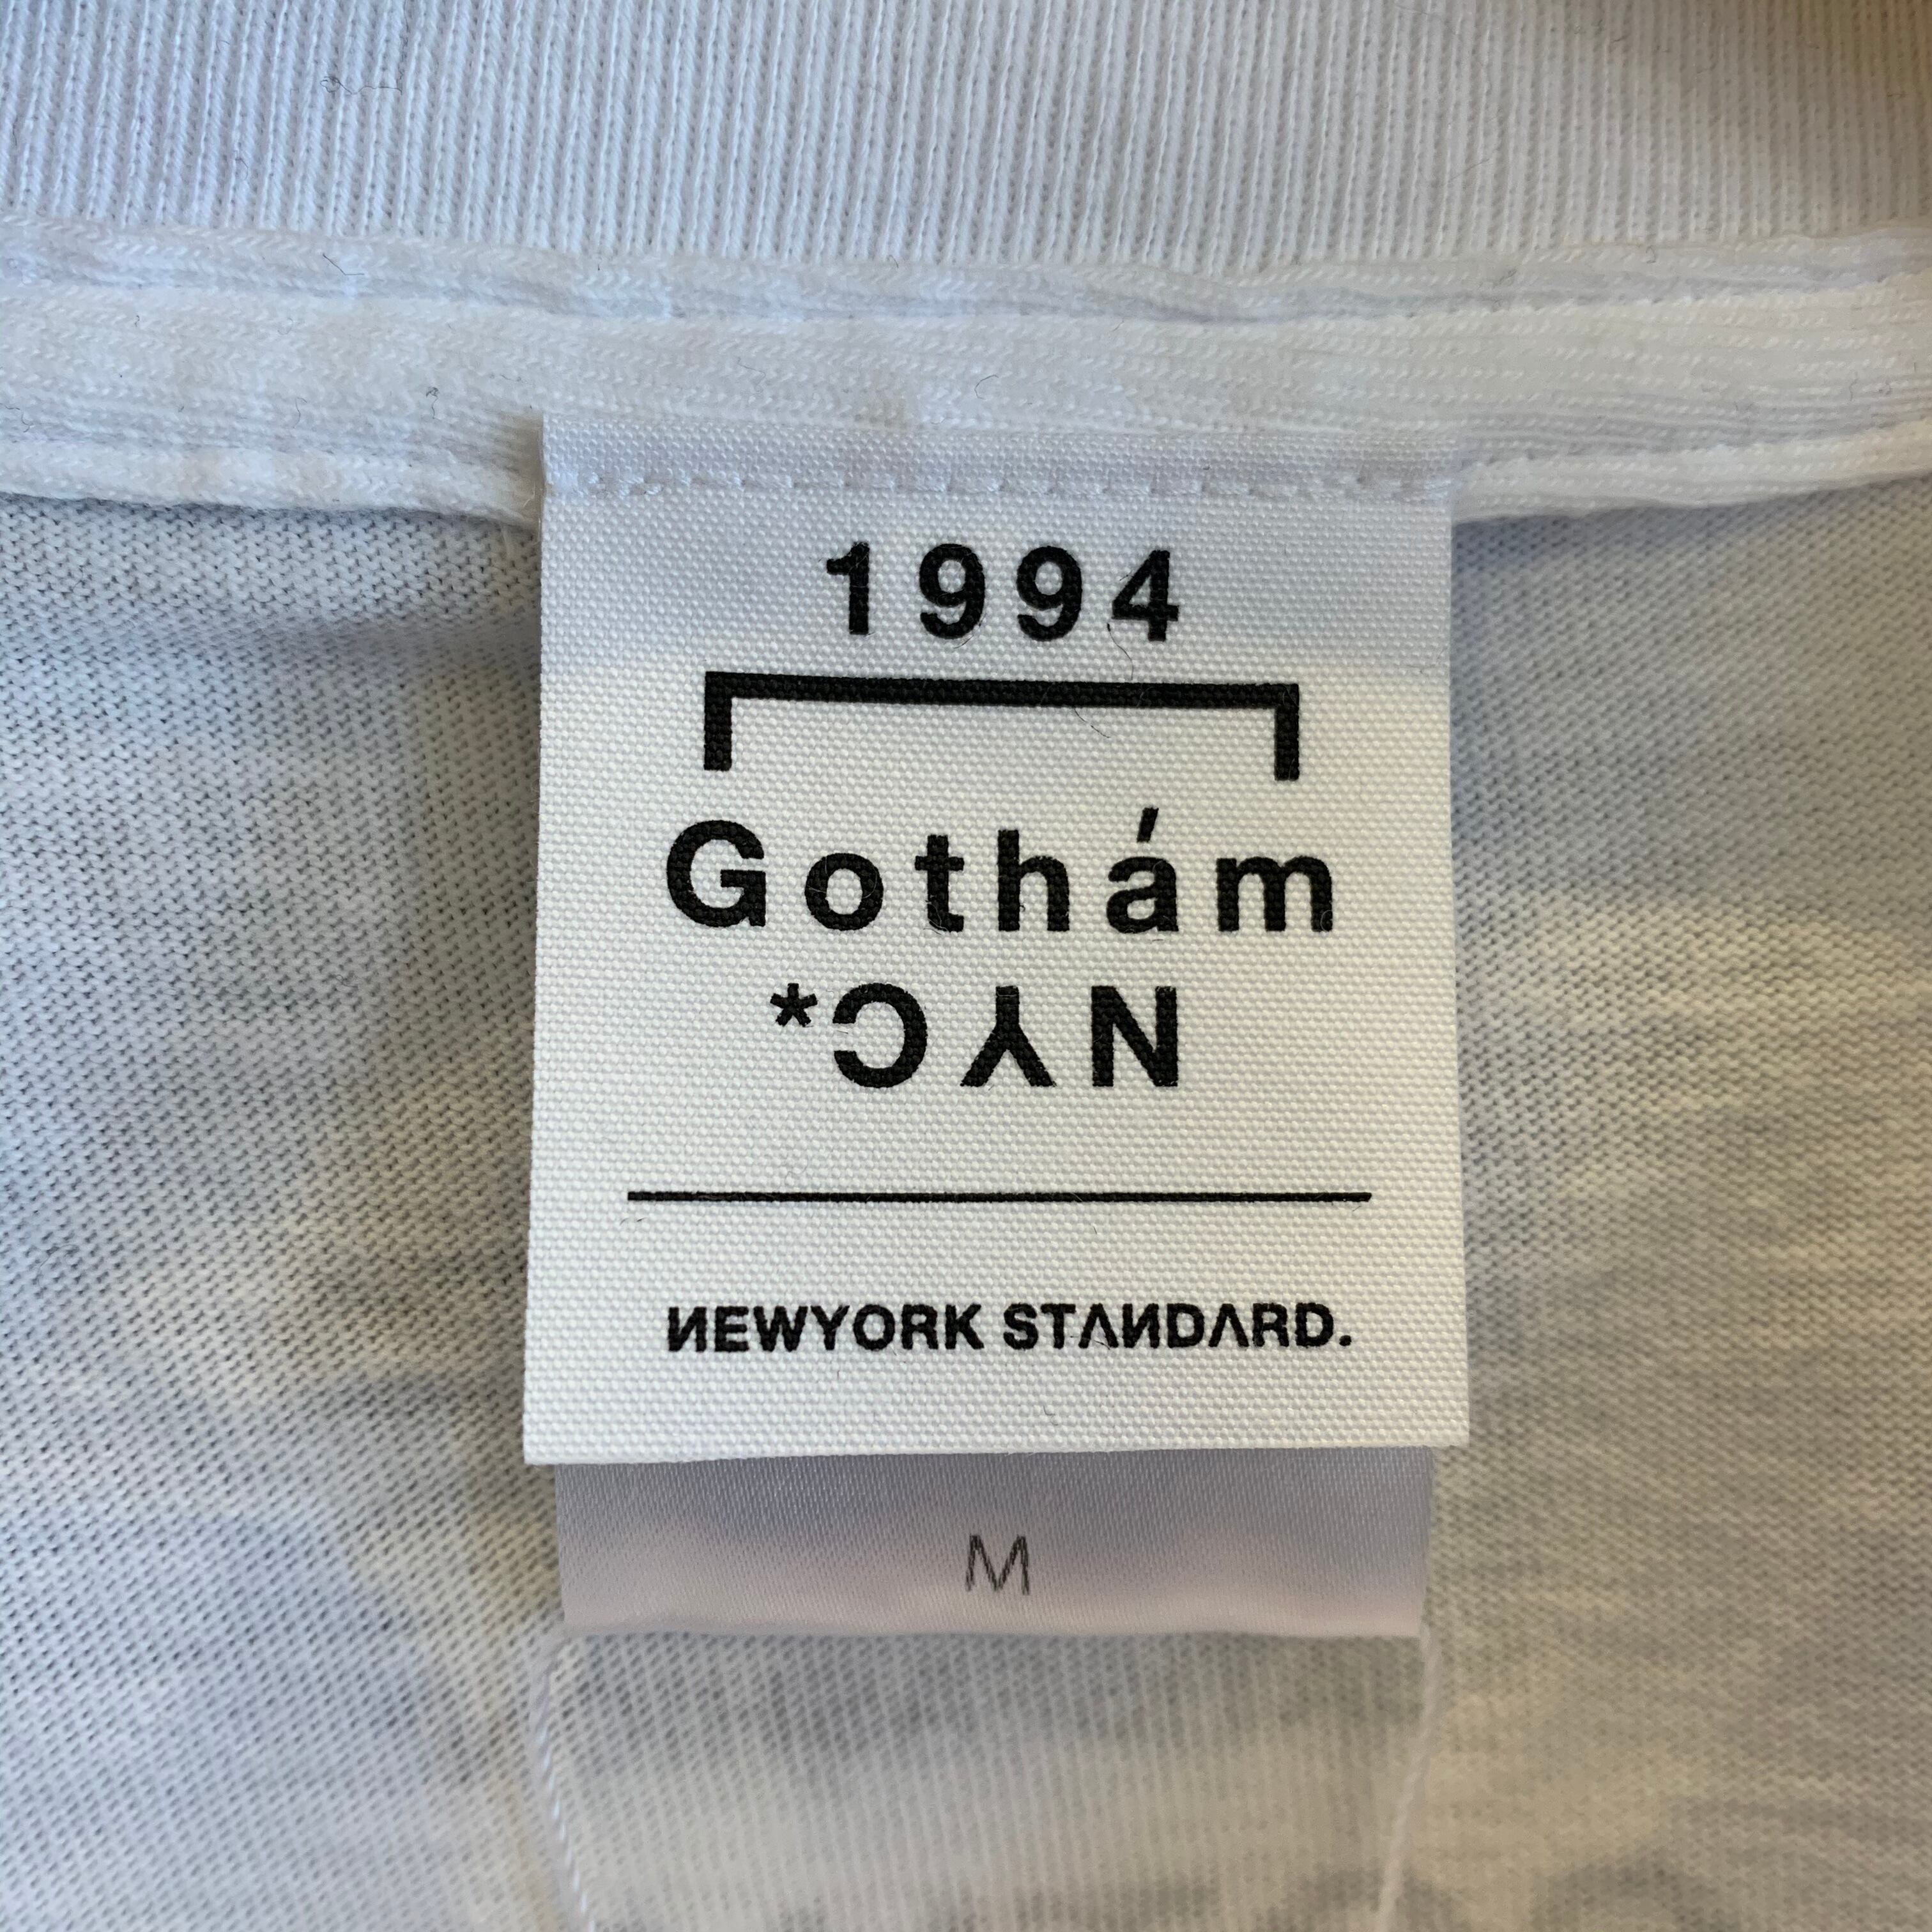 1994
Gothám
NYC*
NEWYORK STANDARD.
M